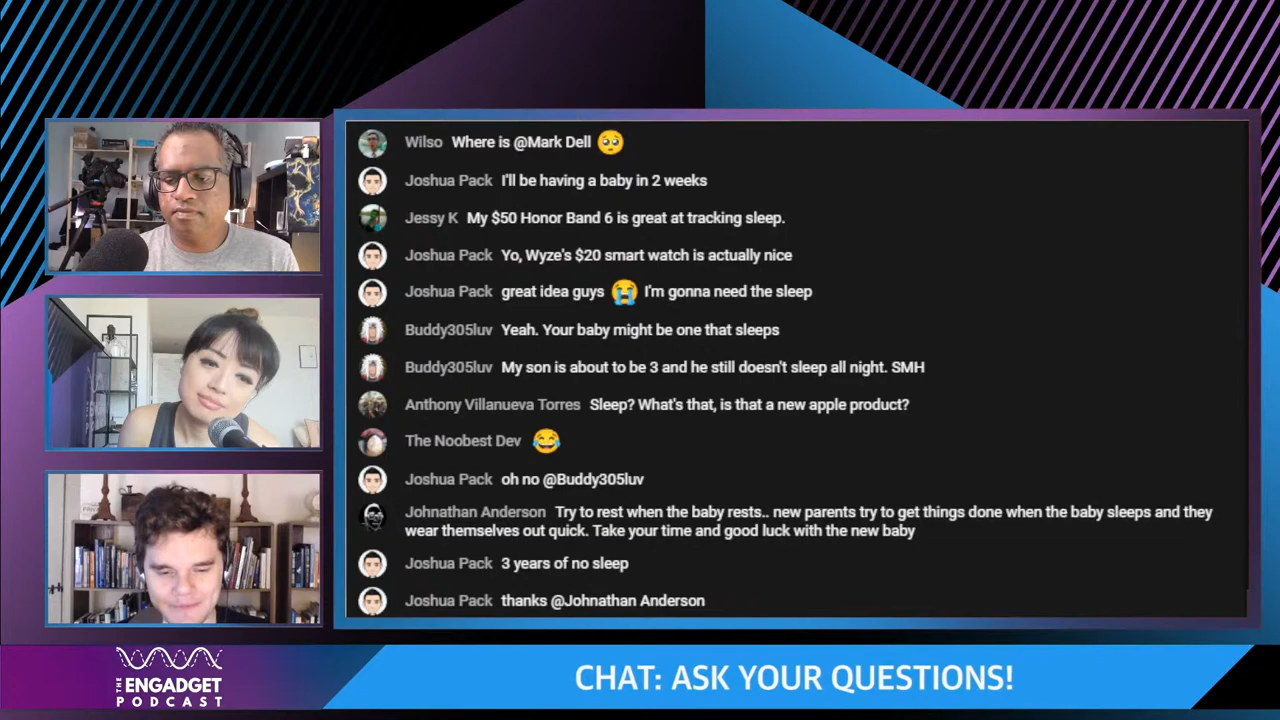 Wilso Where is @Mark Dell 🥺
Joshua Pack I'll be having a baby in 2 weeks
Jessy K My $50 Honor Band 6 is great at tracking sleep.
Joshua Pack Yo, Wyze's $20 smart watch is actually nice
Joshua Pack great idea guys 😭 I'm gonna need the sleep
Buddy305luv Yeah. Your baby might be one that sleeps
Buddy305luv My son is about to be 3 and he still doesn't sleep all night. SMH
Anthony Villanueva Torres Sleep? What's that, is that a new apple product?
The Noobest Dev 😂
Joshua Pack oh no @Buddy305luv
Johnathan Anderson Try to rest when the baby rests.. new parents try to get things done when the baby sleeps and they
wear themselves out quick. Take your time and good luck with the new baby
Joshua Pack 3 years of no sleep
Joshua Pack thanks @Johnathan Anderson
THE
ENGADGET
PODCAST
CHAT: ASK YOUR QUESTIONS!